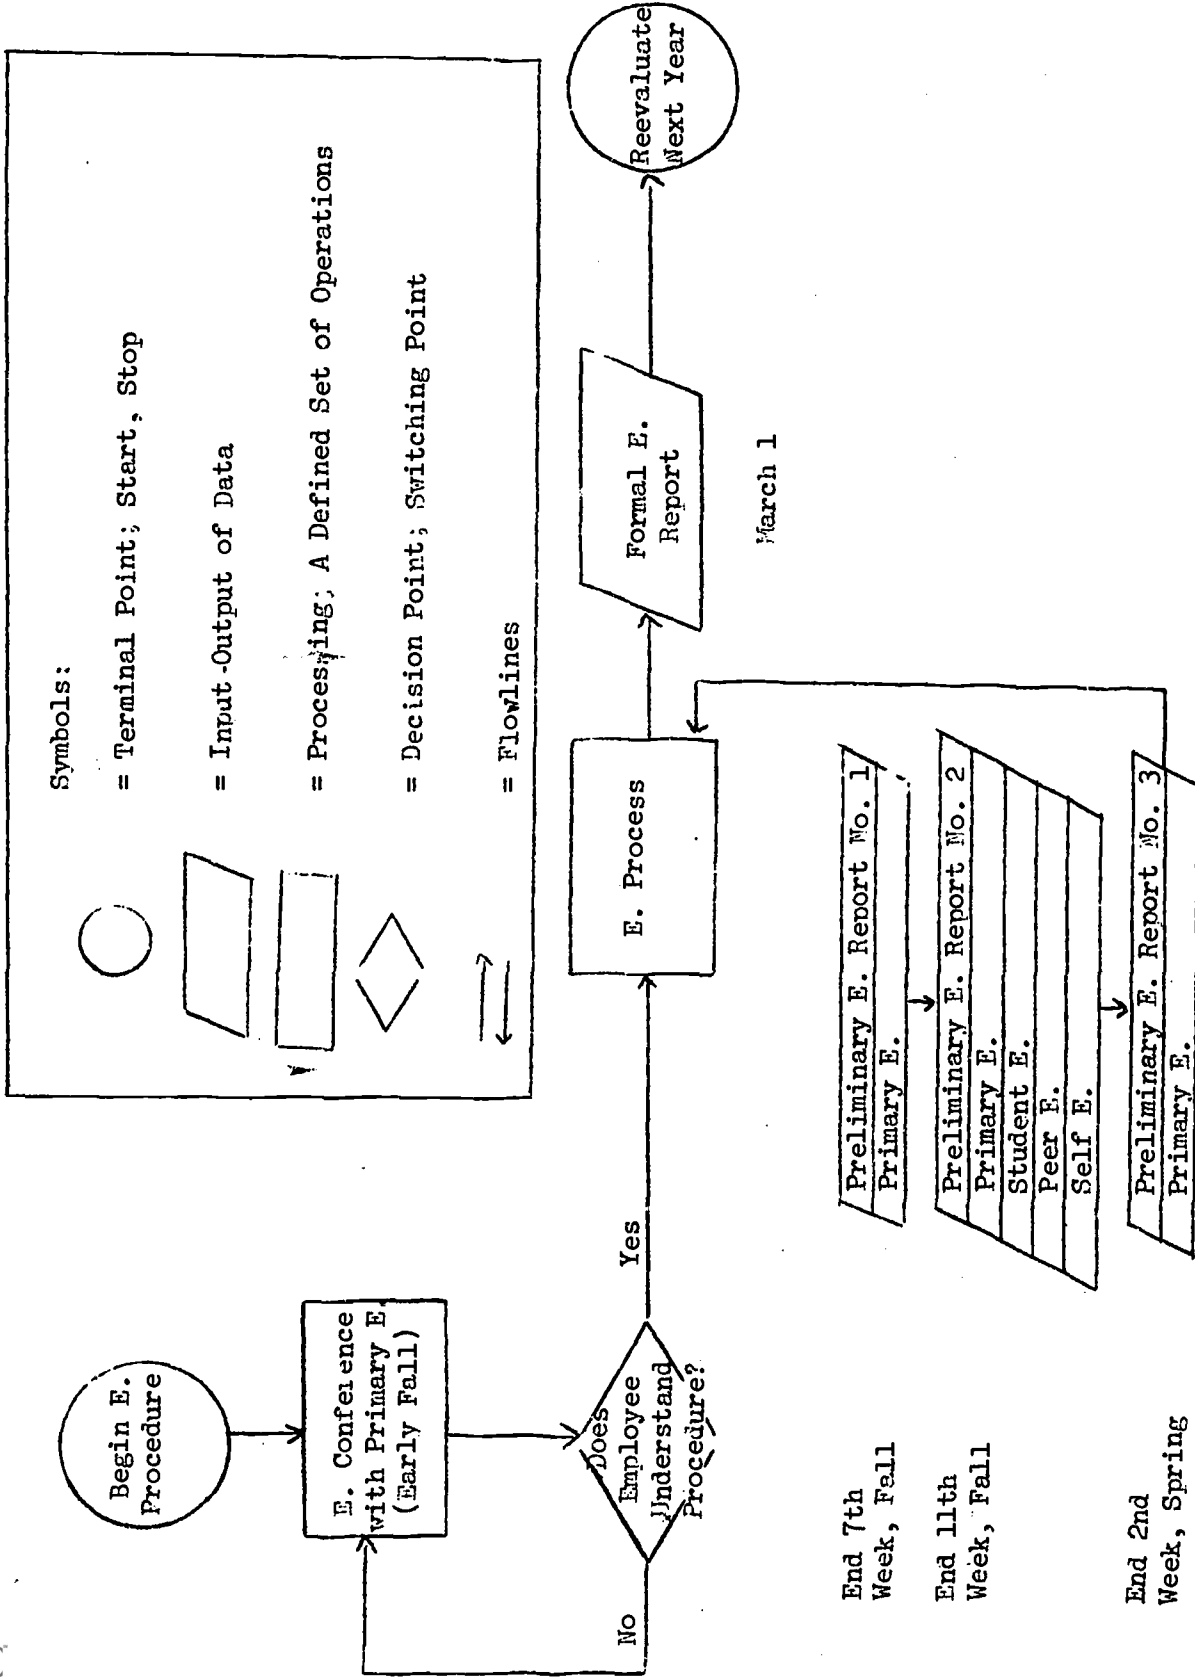 Symbols:
= Terminal Point; Start, Stop
= Input-Output of Data
= Processing; A Defined Set of Operations
= Decision Point; Switching Point
= Flowlines
Begin E.
Procedure
E. Conference
with Primary E.
(Early Fall)
Does
Employee
Understand
Procedure?
No
Yes
E. Process
Formal E.
Report
March 1
Reevaluate
Next Year
End 7th
Week, Fall
Preliminary E. Report No. 1
Primary E.
End 11th
Week, Fall
Preliminary E. Report No. 2
Primary E.
Student E.
Peer E.
Self E.
End 2nd
Week, Spring
Preliminary E. Report No. 3
Primary E.